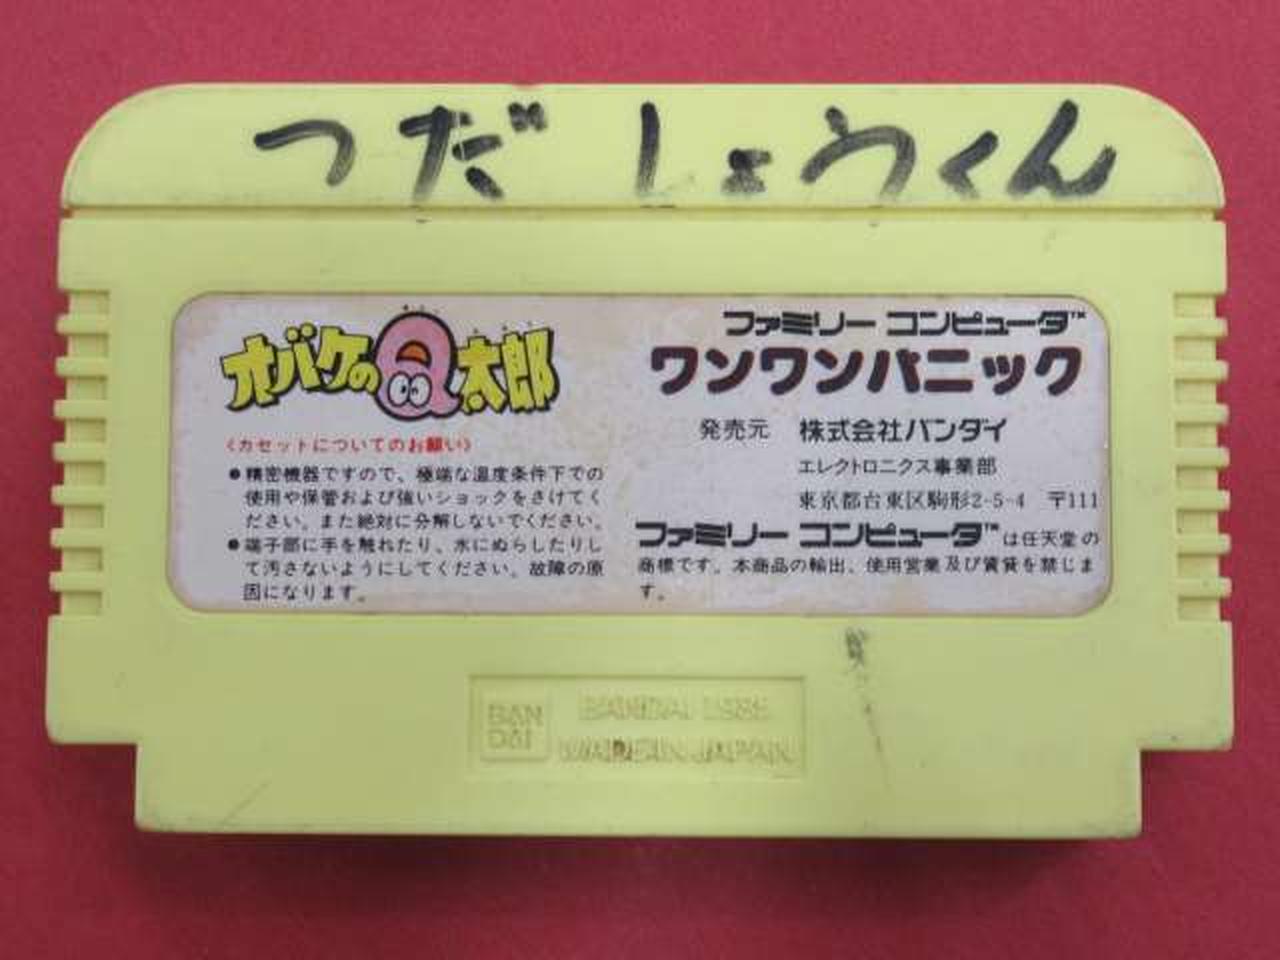 つだ しょうくん
オバケのQ太郎
《カセットについてのお願い》
●精密機器ですので、極端な温度条件下での
使用や保管および強いショックをさけてく
ださい。また絶対に分解しないでください。
●端子部に手を触れたり、水にぬらしたりし
て汚さないようにしてください。故障の原
因になります。
ファミリー コンピュータ™
ワンワンパニック
発売元 株式会社バンダイ
エレクトロニクス事業部
東京都台東区駒形2-5-4 〒111
ファミリー コンピュータ™は任天堂の
商標です。本商品の輸出、使用営業及び賃貸を禁じま
す。
BAN
DAI
BANDAI 1985
MADE IN JAPAN